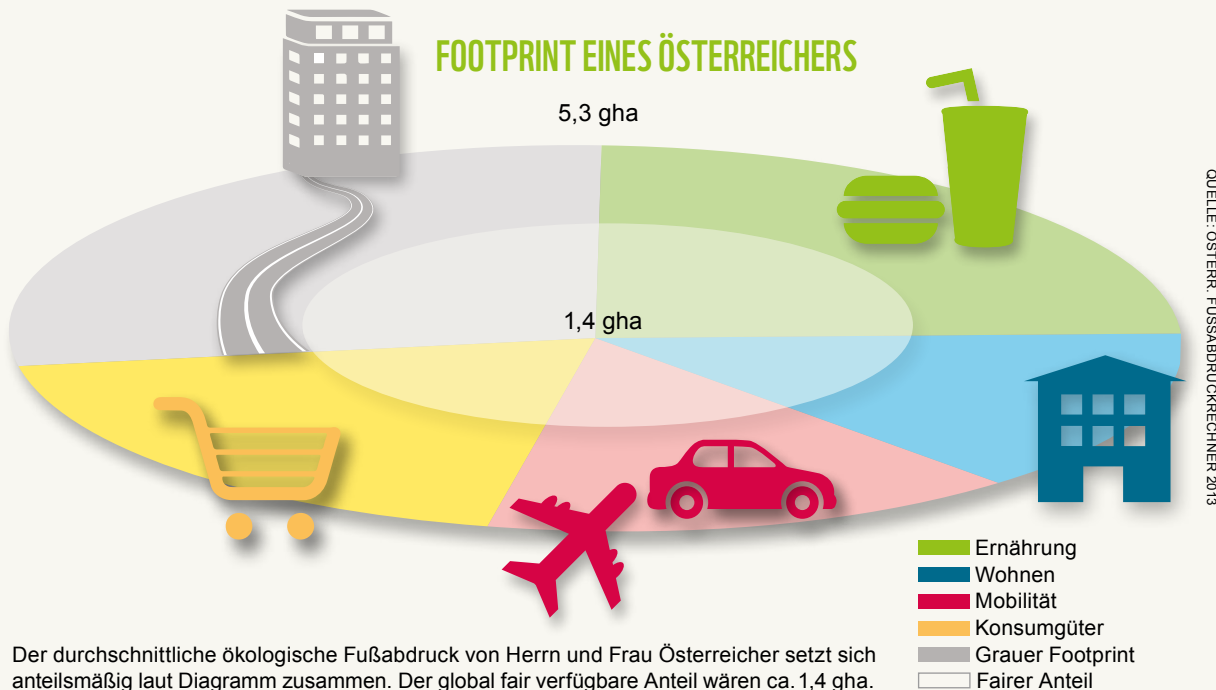 FOOTPRINT EINES ÖSTERREICHERS
5,3 gha
1,4 gha
QUELLE: ÖSTERR. FUSSABDRUCKRECHNER 2013
Ernährung
Wohnen
Mobilität
Konsumgüter
Grauer Footprint
Fairer Anteil
Der durchschnittliche ökologische Fußabdruck von Herrn und Frau Österreicher setzt sich
anteilsmäßig laut Diagramm zusammen. Der global fair verfügbare Anteil wären ca. 1,4 gha.